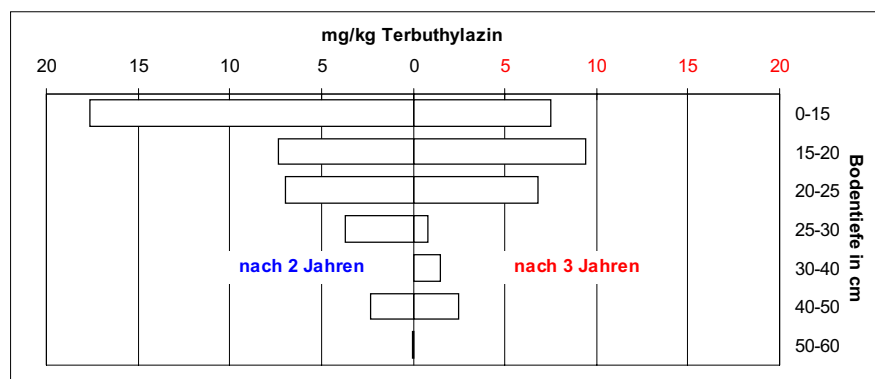 mg/kg Terbuthylazin
20 15 10 5 0 5 10 15 20
0-15
15-20
20-25
25-30
nach 2 Jahren nach 3 Jahren 30-40
40-50
50-60
Bodentiefe in cm